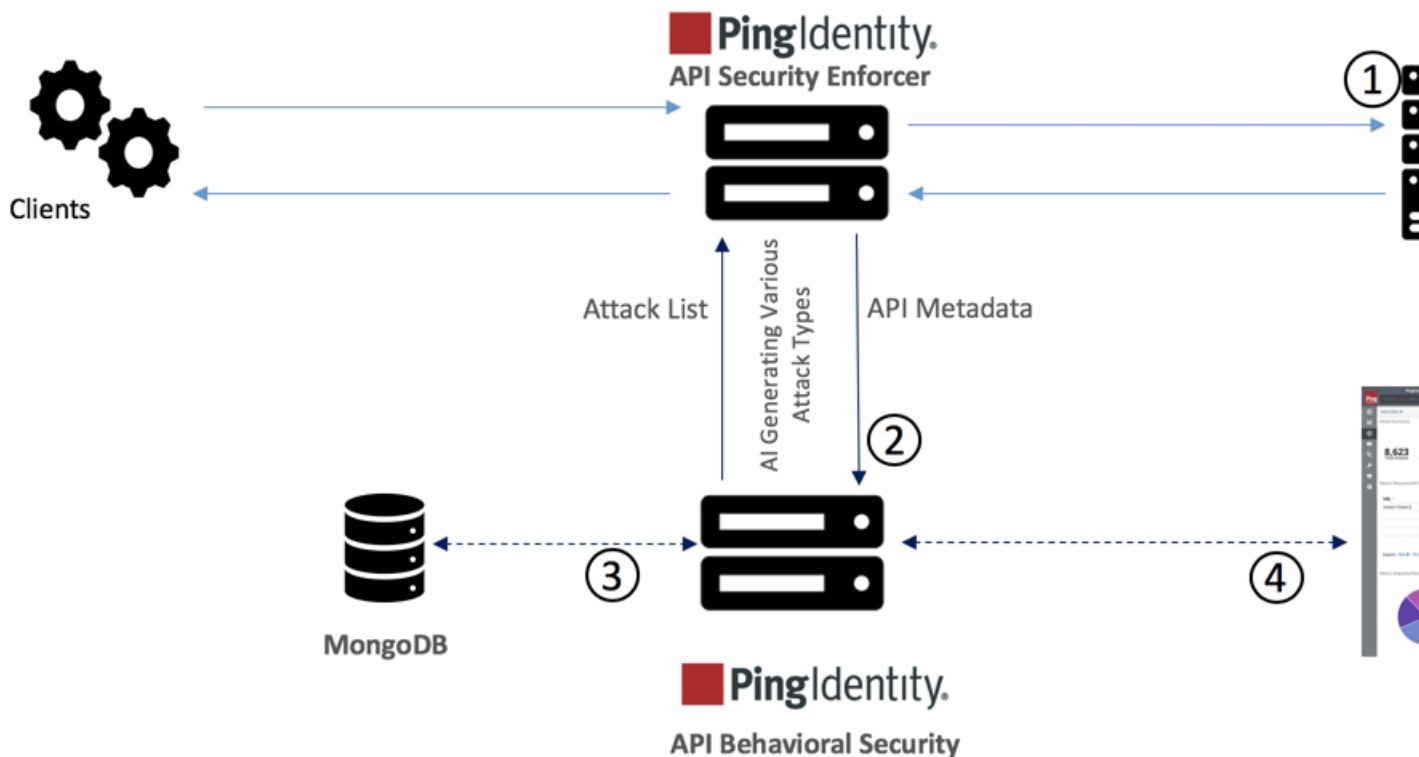 PingIdentity®
API Security Enforcer
1
Clients
Attack List
AI Generating Various
Attack Types
API Metadata
2
8,623
3
4
MongoDB
PingIdentity®
API Behavioral Security